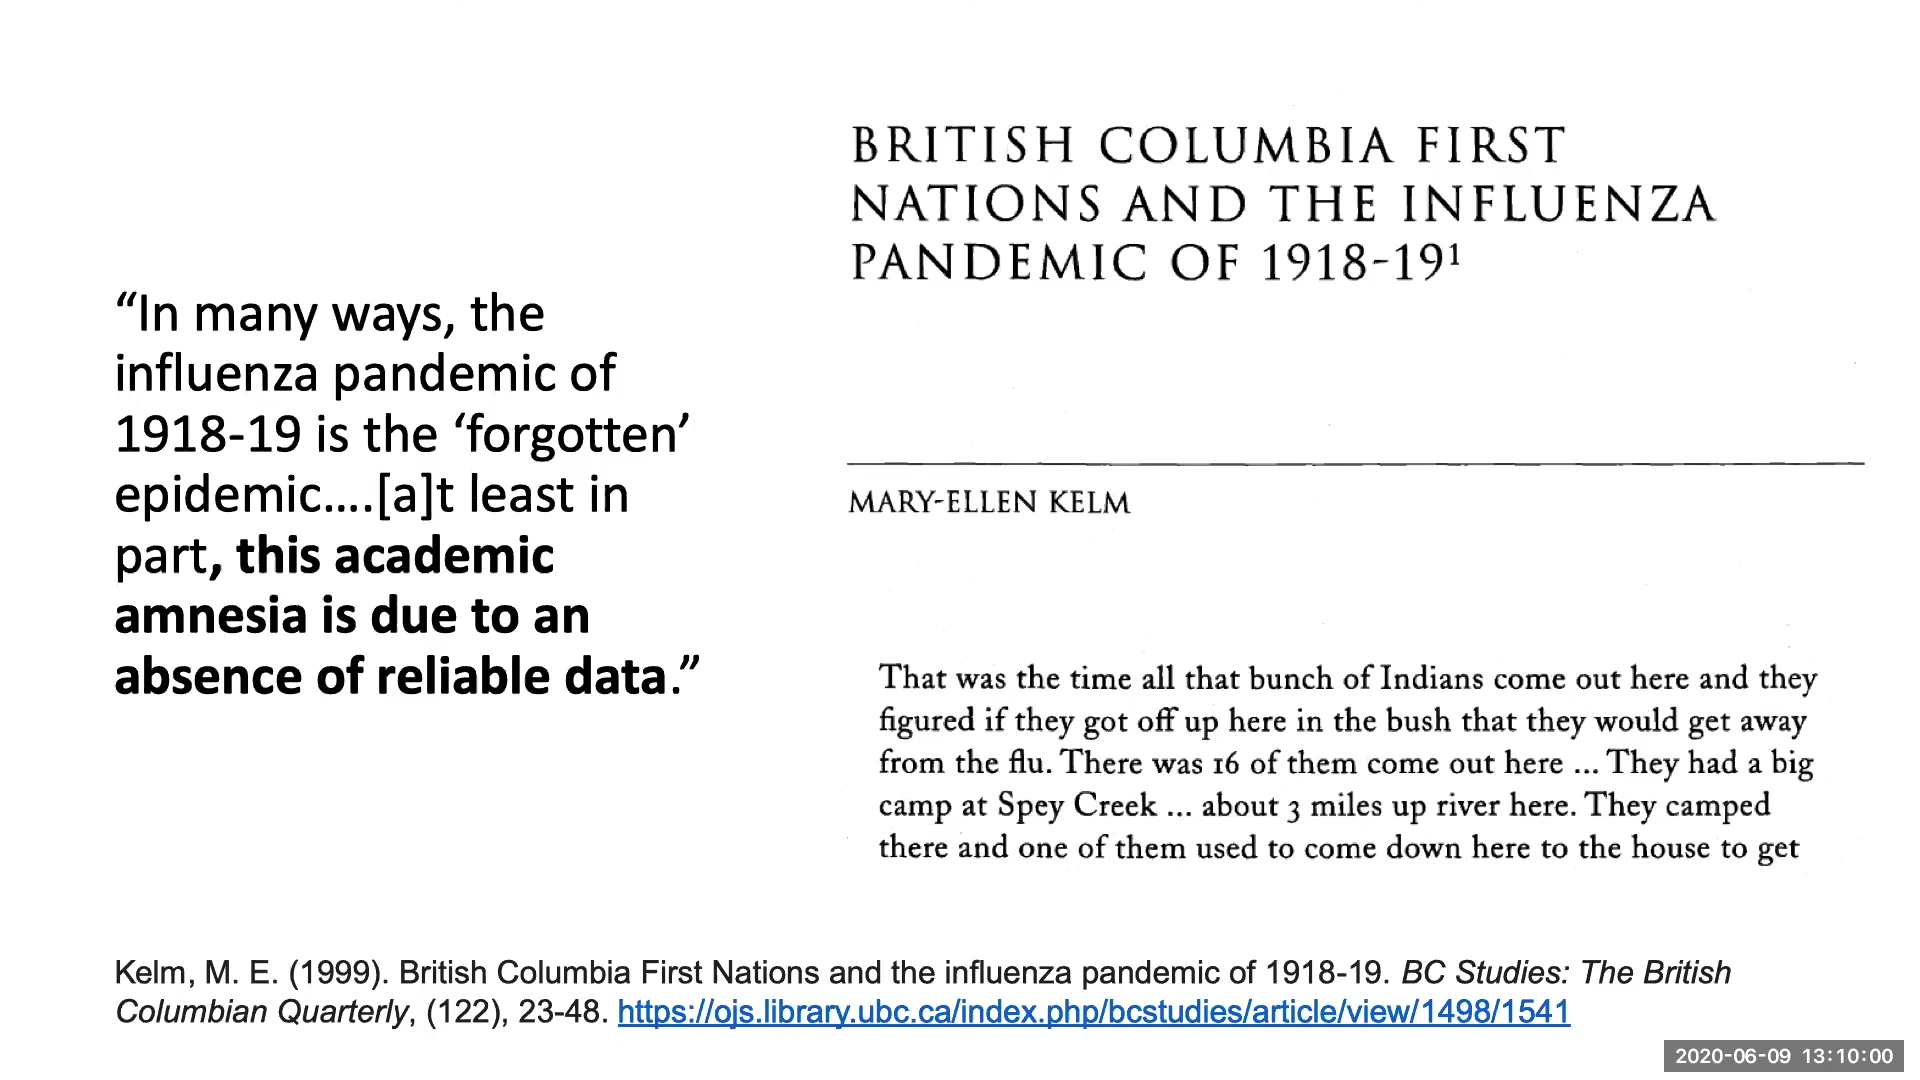 “In many ways, the
influenza pandemic of
1918-19 is the ‘forgotten’
epidemic….[a]t least in
part, this academic
amnesia is due to an
absence of reliable data.”
BRITISH COLUMBIA FIRST
NATIONS AND THE INFLUENZA
PANDEMIC OF 1918-19¹
MARY-ELLEN KELM
That was the time all that bunch of Indians come out here and they
figured if they got off up here in the bush that they would get away
from the flu. There was 16 of them come out here ... They had a big
camp at Spey Creek ... about 3 miles up river here. They camped
there and one of them used to come down here to the house to get
Kelm, M. E. (1999). British Columbia First Nations and the influenza pandemic of 1918-19. BC Studies: The British
Columbian Quarterly, (122), 23-48. https://ojs.library.ubc.ca/index.php/bcstudies/article/view/1498/1541
2020-06-09 13:10:00